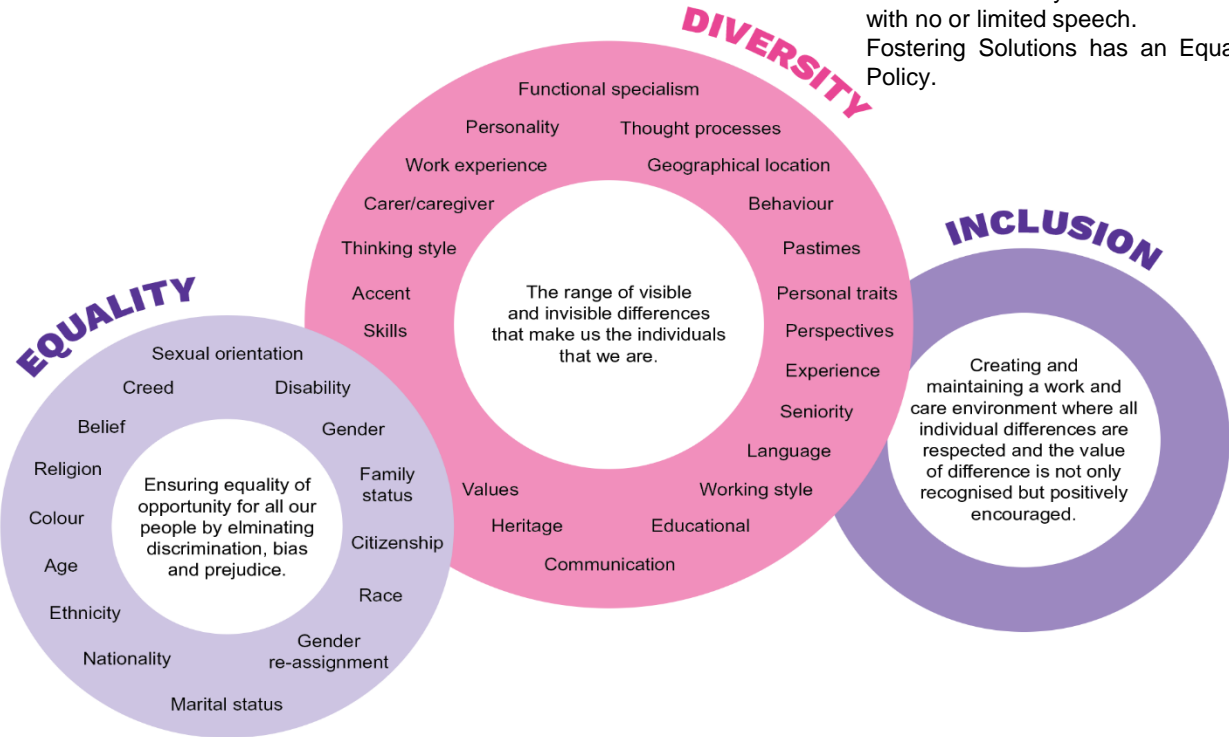 with no or limited speech.
Fostering Solutions has an Equa
Policy.
DIVERSITY
Functional specialism
Personality
Thought processes
Work experience
Geographical location
Carer/caregiver
Behaviour
Thinking style
Pastimes
Accent
Personal traits
Skills
Perspectives
Experience
Seniority
Language
Values
Working style
Heritage
Educational
Communication
The range of visible
and invisible differences
that make us the individuals
that we are.
INCLUSION
Creating and
maintaining a work and
care environment where all
individual differences are
respected and the value
of difference is not only
recognised but positively
encouraged.
EQUALITY
Sexual orientation
Creed
Disability
Belief
Gender
Religion
Family
status
Colour
Citizenship
Age
Race
Ethnicity
Gender
re-assignment
Nationality
Marital status
Ensuring equality of
opportunity for all our
people by elminating
discrimination, bias
and prejudice.